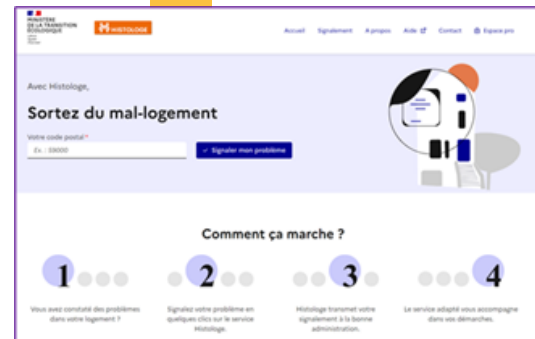 MINISTÈRE
DE LA TRANSITION
ÉCOLOGIQUE
HISTOLOGE
Accueil Signalement A propos Aide Contact Espace pro
Avec Histologe,
Sortez du mal-logement
Votre code postal*
Ex. : 59000
Signaler mon problème
Comment ça marche ?
1
2
3
4
Vous avez constaté des problèmes
dans votre logement ?
Signalez votre problème en
quelques clics sur le service
Histologe.
Histologe transmet votre
signalement à la bonne
administration.
Le service adapté vous accompagne
dans vos démarches.